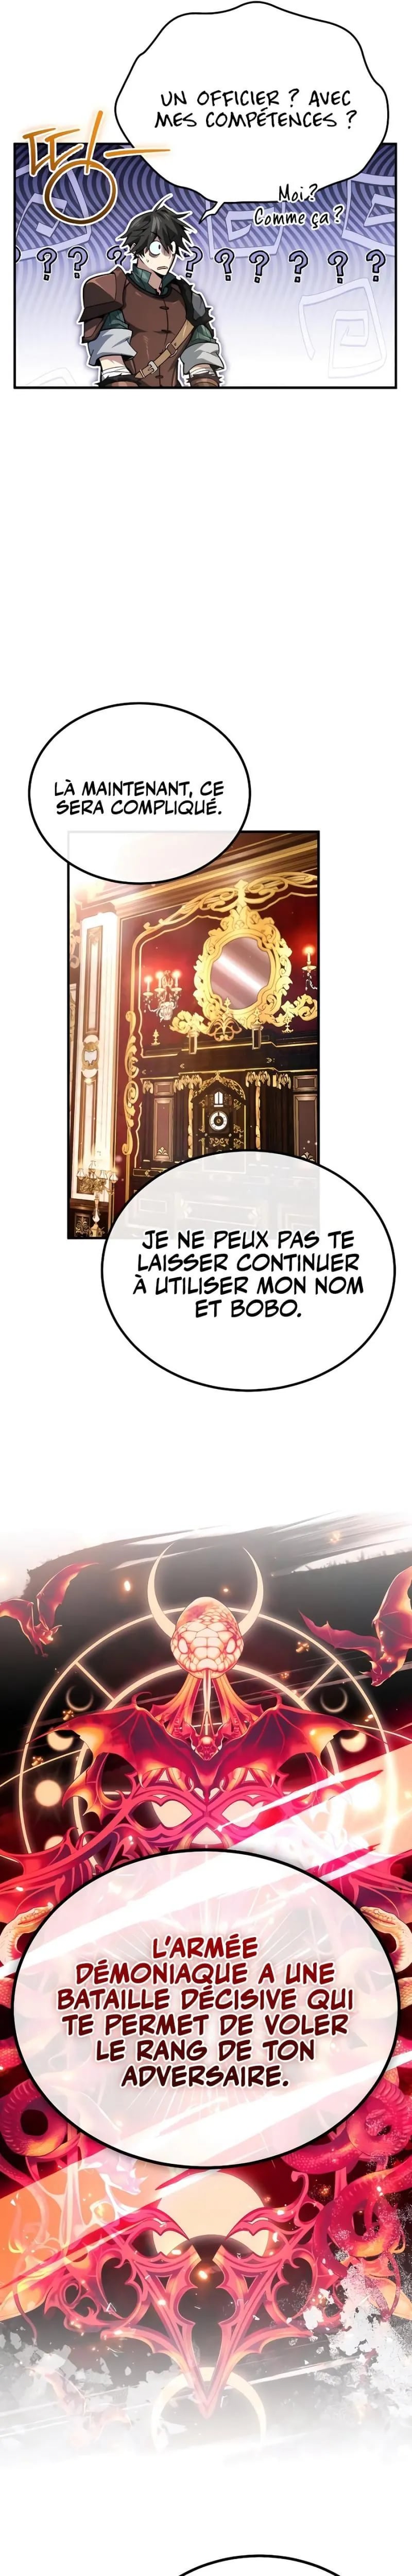 UN OFFICIER ? AVEC
MES COMPÉTENCES ?
Moi ?
Comme ça ?
? ? ? ? ? ? ? ? ? ?
LÀ MAINTENANT, CE
SERA COMPLIQUÉ.
JE NE PEUX PAS TE
LAISSER CONTINUER
À UTILISER MON NOM
ET BOBO.
L'ARMÉE
DÉMONIAQUE A UNE
BATAILLE DÉCISIVE QUI
TE PERMET DE VOLER
LE RANG DE TON
ADVERSAIRE.